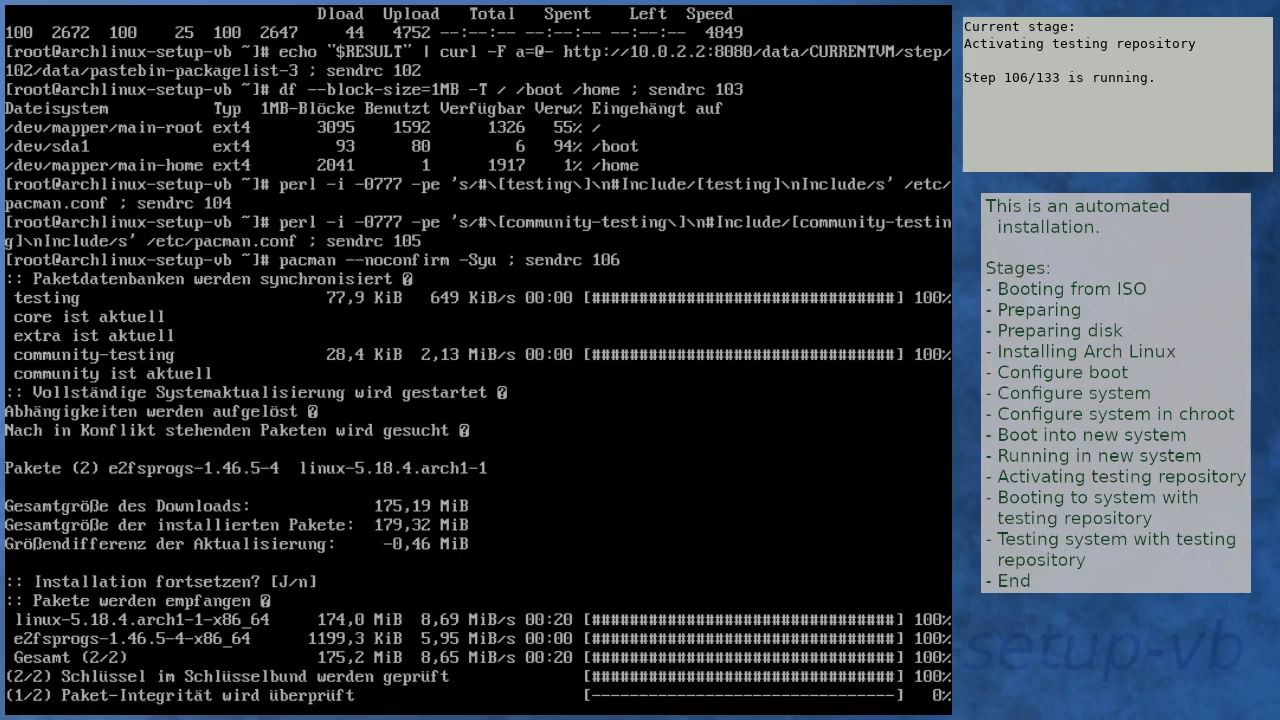 Dload  Upload   Total   Spent    Left  Speed
100  2672  100    25  100  2647     44   4752 --:--:-- --:--:-- --:--:--  4849
[root@archlinux-setup-vb ~]# echo "$RESULT" | curl -F a=@- http://10.0.2.2:8080/data/CURRENTVM/step/
102/data/pastebin-packagelist-3 ; sendrc 102
[root@archlinux-setup-vb ~]# df --block-size=1MB -T / /boot /home ; sendrc 103
Dateisystem           Typ  1MB-Blöcke Benutzt Verfügbar Verw% Eingehängt auf
/dev/mapper/main-root ext4       3095    1592      1326   55% /
/dev/sda1             ext4         93      80         6   94% /boot
/dev/mapper/main-home ext4       2041       1      1917    1% /home
[root@archlinux-setup-vb ~]# perl -i -0777 -pe 's/#\[testing\]\n#Include/[testing]\nInclude/s' /etc/
pacman.conf ; sendrc 104
[root@archlinux-setup-vb ~]# perl -i -0777 -pe 's/#\[community-testing\]\n#Include/[community-testin
g]\nInclude/s' /etc/pacman.conf ; sendrc 105
[root@archlinux-setup-vb ~]# pacman --noconfirm -Syu ; sendrc 106
:: Paketdatenbanken werden synchronisiert �
testing                          77,9 KiB   649 KiB/s 00:00 [################################] 100%
core ist aktuell
extra ist aktuell
community-testing                28,4 KiB  2,13 MiB/s 00:00 [################################] 100%
community ist aktuell
:: Vollständige Systemaktualisierung wird gestartet �
Abhängigkeiten werden aufgelöst �
Nach in Konflikt stehenden Paketen wird gesucht �
Pakete (2) e2fsprogs-1.46.5-4  linux-5.18.4.arch1-1
Gesamtgröße des Downloads:             175,19 MiB
Gesamtgröße der installierten Pakete:  179,32 MiB
Größendifferenz der Aktualisierung:     -0,46 MiB
:: Installation fortsetzen? [J/n]
:: Pakete werden empfangen �
linux-5.18.4.arch1-1-x86_64     174,0 MiB  8,69 MiB/s 00:20 [################################] 100%
e2fsprogs-1.46.5-4-x86_64      1199,3 KiB  5,95 MiB/s 00:00 [################################] 100%
Gesamt (2/2)                    175,2 MiB  8,65 MiB/s 00:20 [################################] 100%
(2/2) Schlüssel im Schlüsselbund werden geprüft              [################################] 100%
(1/2) Paket-Integrität wird überprüft                        [--------------------------------]   0%
Current stage:
Activating testing repository
Step 106/133 is running.
This is an automated
installation.
Stages:
- Booting from ISO
- Preparing
- Preparing disk
- Installing Arch Linux
- Configure boot
- Configure system
- Configure system in chroot
- Boot into new system
- Running in new system
- Activating testing repository
- Booting to system with
testing repository
- Testing system with testing
repository
- End
setup-vb